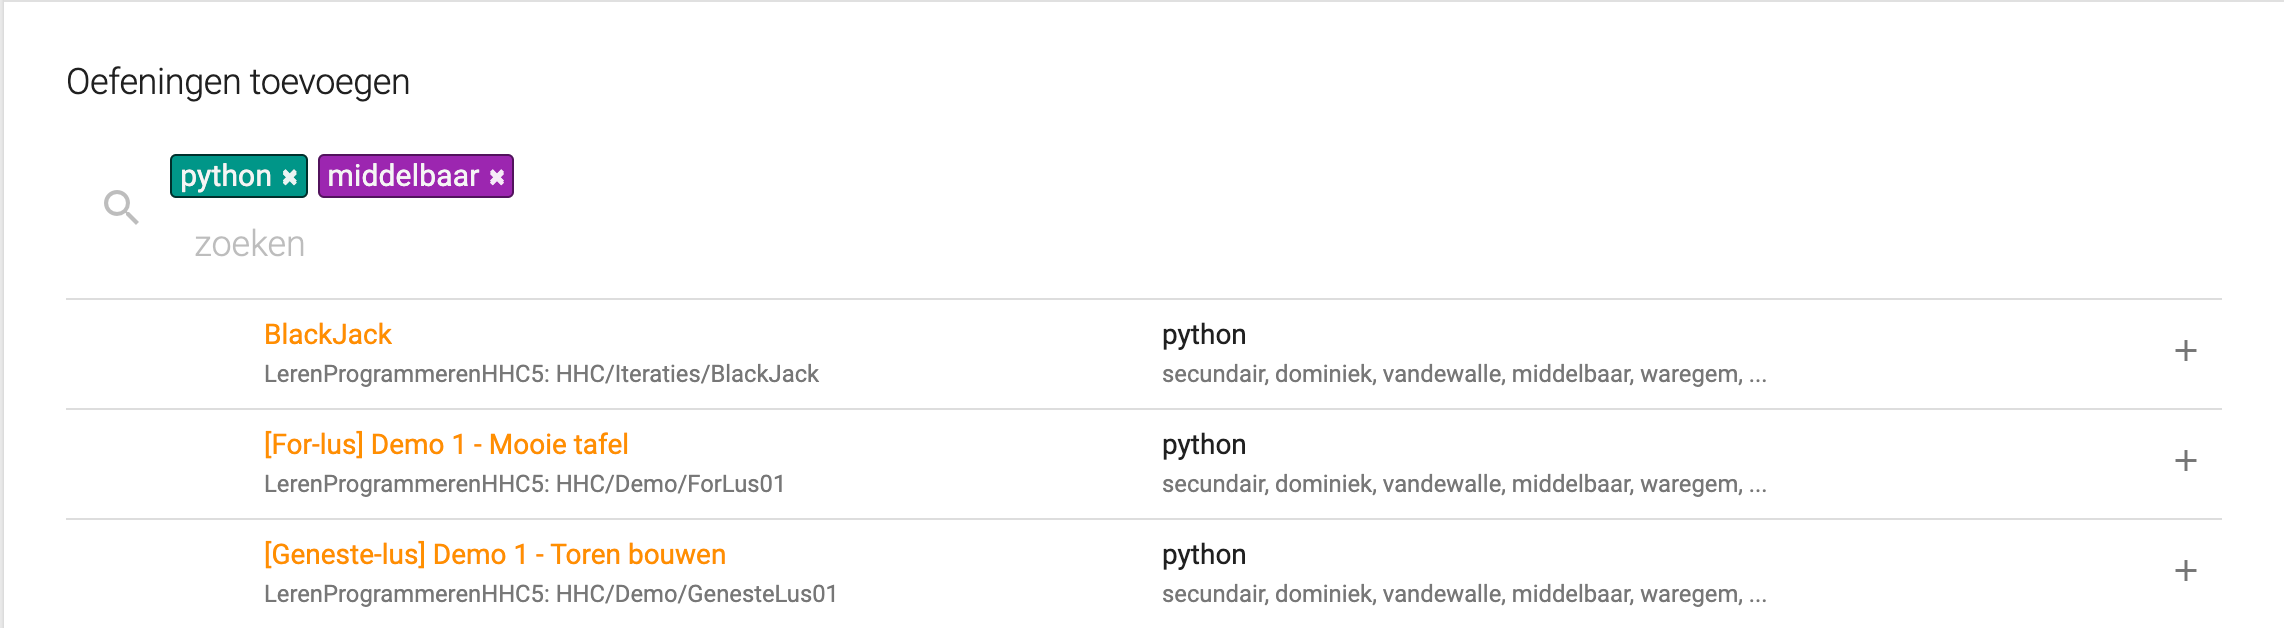 Oefeningen toevoegen
python × middelbaar ×
zoeken
BlackJack python
LerenProgrammerenHHC5: HHC/Iteraties/BlackJack secundair, dominiek, vandewalle, middelbaar, waregem, ...
[For-lus] Demo 1 - Mooie tafel python
LerenProgrammerenHHC5: HHC/Demo/ForLus01 secundair, dominiek, vandewalle, middelbaar, waregem, ...
[Geneste-lus] Demo 1 - Toren bouwen python
LerenProgrammerenHHC5: HHC/Demo/GenesteLus01 secundair, dominiek, vandewalle, middelbaar, waregem, ...